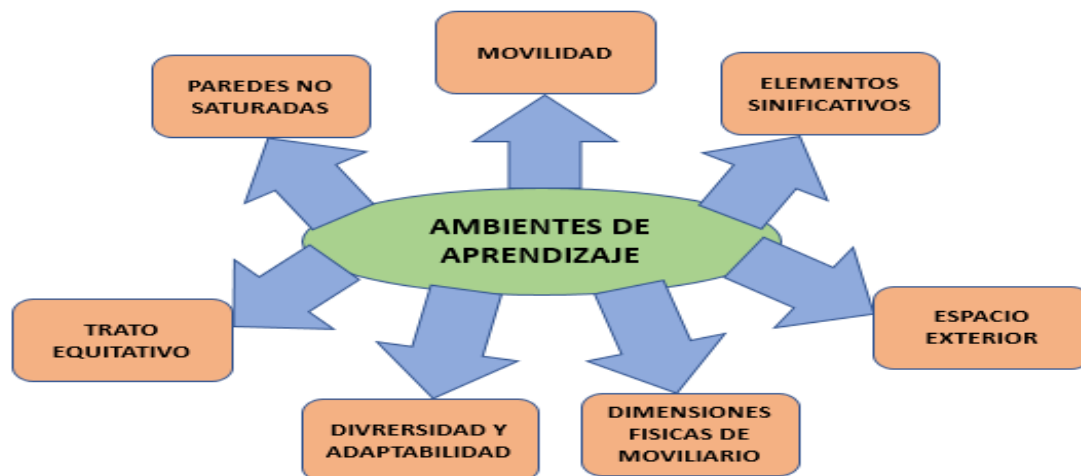 MOVILIDAD
PAREDES NO
SATURADAS
ELEMENTOS
SINIFICATIVOS
AMBIENTES DE
APRENDIZAJE
TRATO
EQUITATIVO
ESPACIO
EXTERIOR
DIVRERSIDAD Y
ADAPTABILIDAD
DIMENSIONES
FISICAS DE
MOVILIARIO